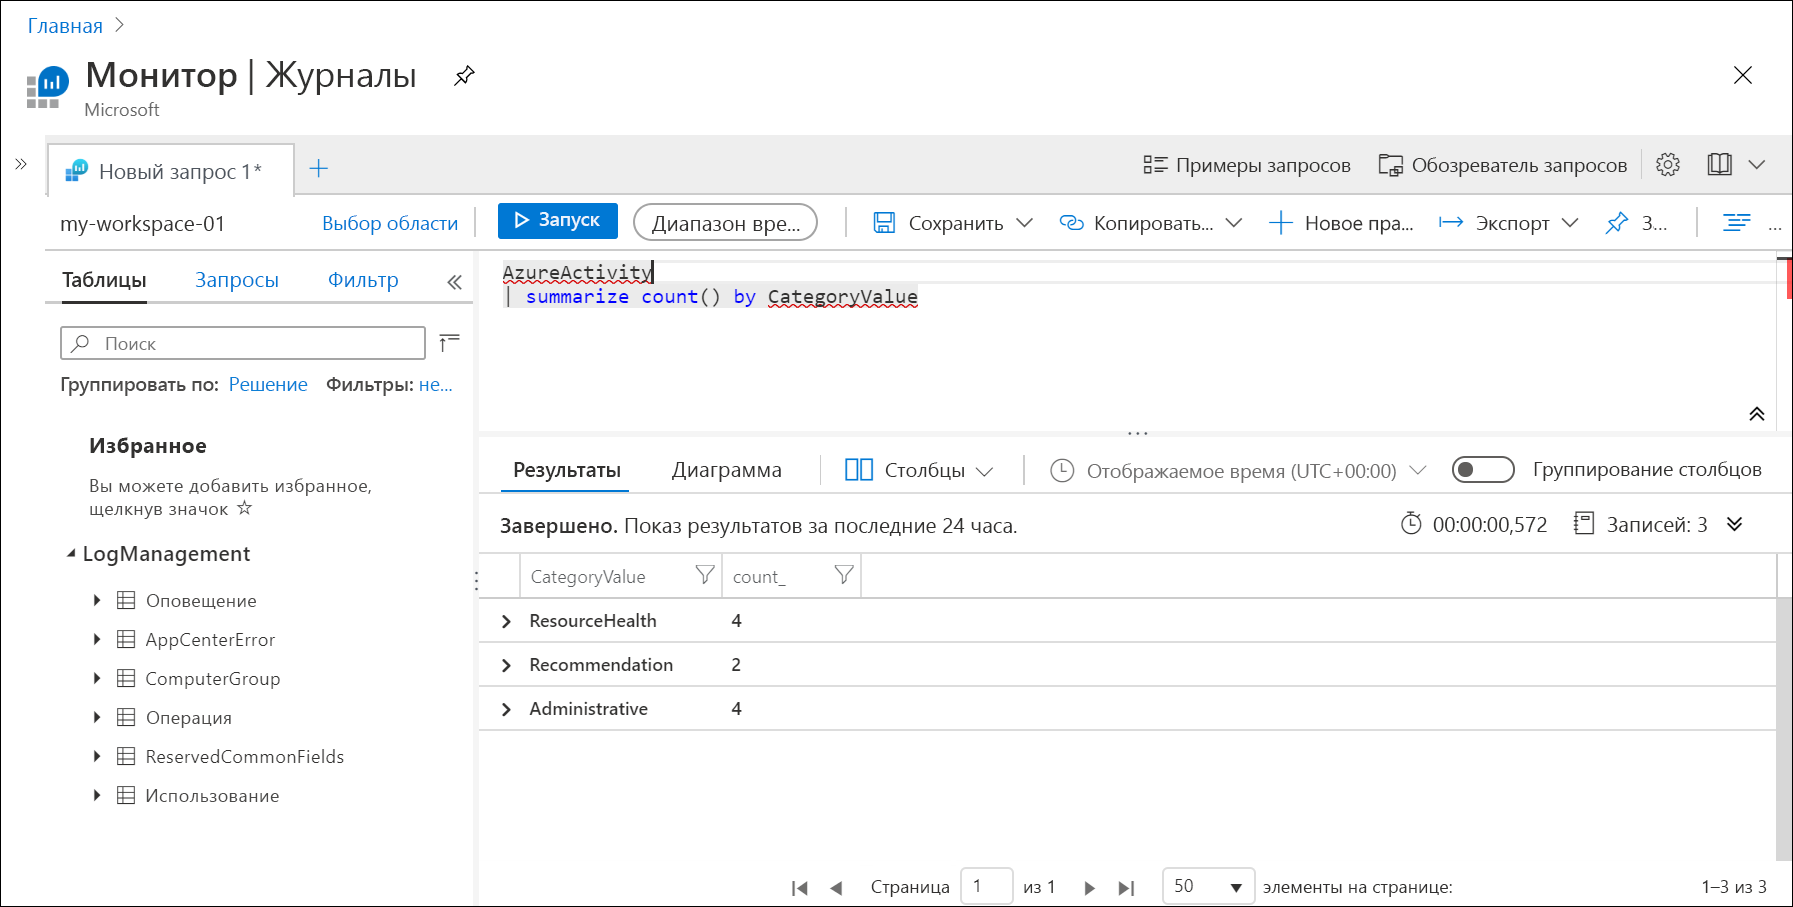 Главная
Монитор | Журналы
Microsoft
Новый запрос 1*
Примеры запросов
Обозреватель запросов
my-workspace-01
Выбор области
Запуск
Диапазон вре...
Сохранить
Копировать...
Новое пра...
Экспорт
З...
...
Таблицы
Запросы
Фильтр
AzureActivity
| summarize count() by CategoryValue
Поиск
Группировать по: Решение Фильтры: не...
Избранное
Вы можете добавить избранное,
щелкнув значок
LogManagement
Оповещение
AppCenterError
ComputerGroup
Операция
ReservedCommonFields
Использование
Результаты
Диаграмма
Столбцы
Отображаемое время (UTC+00:00)
Группирование столбцов
Завершено. Показ результатов за последние 24 часа.
00:00:00,572
Записей: 3
CategoryValue count_
ResourceHealth 4
Recommendation 2
Administrative 4
Страница 1 из 1
50 элементы на странице:
1–3 из 3